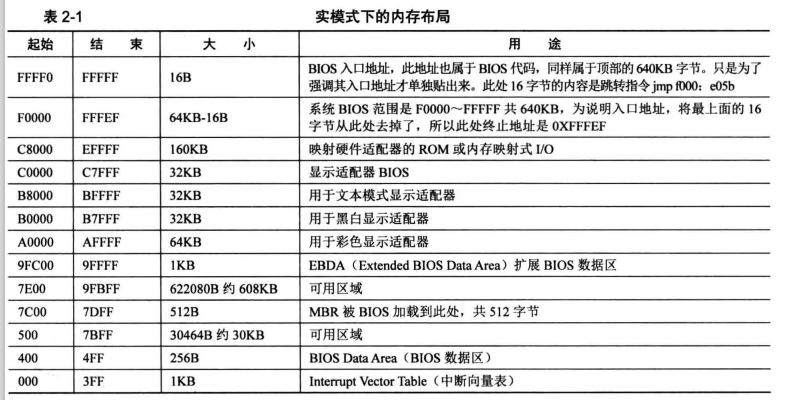 表 2-1 实模式下的内存布局
起始 结 束 大 小 用 途
FFFF0 FFFFF 16B BIOS 入口地址，此地址也属于 BIOS 代码，同样属于顶部的 640KB 字节。只是为了
强调其入口地址才单独贴出来。此处 16 字节的内容是跳转指令 jmp f000：e05b
F0000 FFFEF 64KB-16B 系统 BIOS 范围是 F0000～FFFFF 共 640KB，为说明入口地址，将最上面的 16
字节从此处去掉了，所以此处终止地址是 0XFFFEF
C8000 EFFFF 160KB 映射硬件适配器的 ROM 或内存映射式 I/O
C0000 C7FFF 32KB 显示适配器 BIOS
B8000 BFFFF 32KB 用于文本模式显示适配器
B0000 B7FFF 32KB 用于黑白显示适配器
A0000 AFFFF 64KB 用于彩色显示适配器
9FC00 9FFFF 1KB EBDA（Extended BIOS Data Area）扩展 BIOS 数据区
7E00 9FBFF 622080B 约 608KB 可用区域
7C00 7DFF 512B MBR 被 BIOS 加载到此处，共 512 字节
500 7BFF 30464B 约 30KB 可用区域
400 4FF 256B BIOS Data Area（BIOS 数据区）
000 3FF 1KB Interrupt Vector Table（中断向量表）